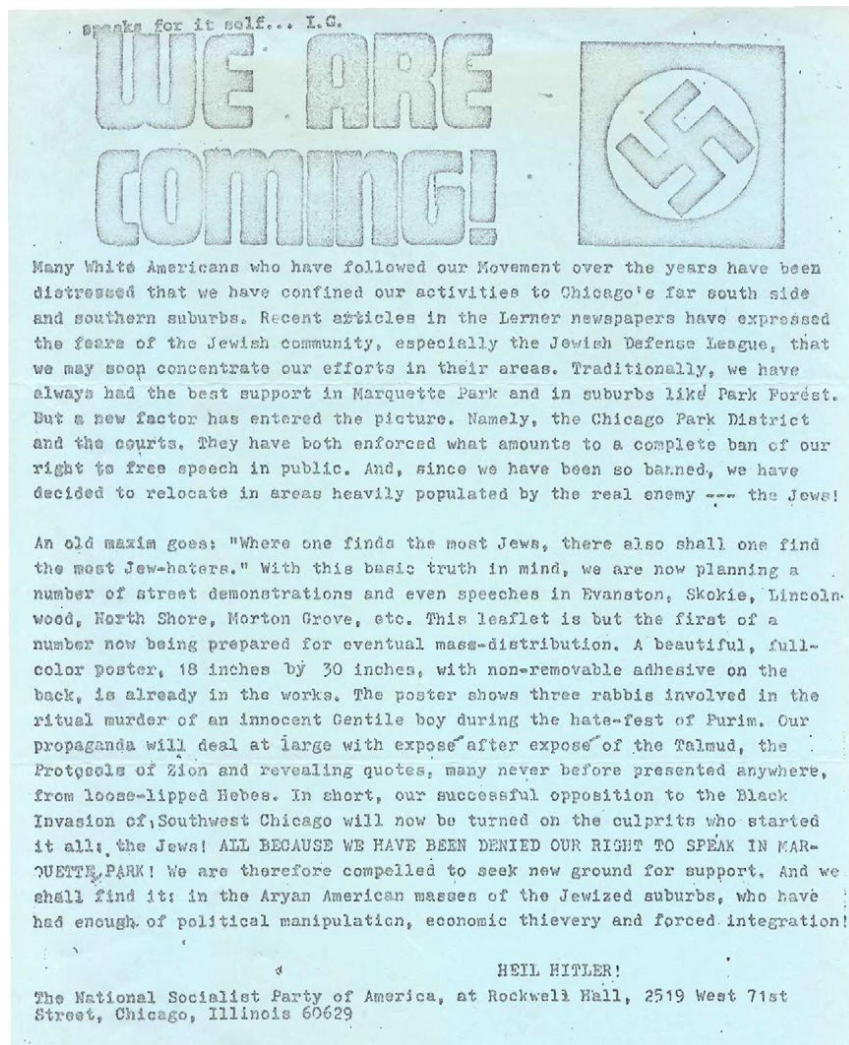 speaks for it self... I.G.
WE ARE
COMING!
Many White Americans who have followed our Movement over the years have been
distressed that we have confined our activities to Chicago's far south side
and southern suburbs. Recent articles in the Lerner newspapers have expressed
the fears of the Jewish community, especially the Jewish Defense League, that
we may soon concentrate our efforts in their areas. Traditionally, we have
always had the best support in Marquette Park and in suburbs like Park Forest.
But a new factor has entered the picture. Namely, the Chicago Park District
and the courts. They have both enforced what amounts to a complete ban of our
right to free speech in public. And, since we have been so banned, we have
decided to relocate in areas heavily populated by the real enemy --- the Jews!
An old maxim goes: "Where one finds the most Jews, there also shall one find
the most Jew-haters." With this basic truth in mind, we are now planning a
number of street demonstrations and even speeches in Evanston, Skokie, Lincoln-
wood, North Shore, Morton Grove, etc. This leaflet is but the first of a
number now being prepared for eventual mass-distribution. A beautiful, full-
color poster, 18 inches by 30 inches, with non-removable adhesive on the
back, is already in the works. The poster shows three rabbis involved in the
ritual murder of an innocent Gentile boy during the hate-fest of Purim. Our
propaganda will deal at large with expose after expose of the Talmud, the
Protocols of Zion and revealing quotes, many never before presented anywhere,
from loose-lipped Hebes. In short, our successful opposition to the Black
Invasion of Southwest Chicago will now be turned on the culprits who started
it all: the Jews! ALL BECAUSE WE HAVE BEEN DENIED OUR RIGHT TO SPEAK IN MAR-
QUETTE PARK! We are therefore compelled to seek new ground for support. And we
shall find it: in the Aryan American masses of the Jewized suburbs, who have
had enough of political manipulation, economic thievery and forced integration!
HEIL HITLER!
The National Socialist Party of America, at Rockwell Hall, 2519 West 71st
Street, Chicago, Illinois 60629